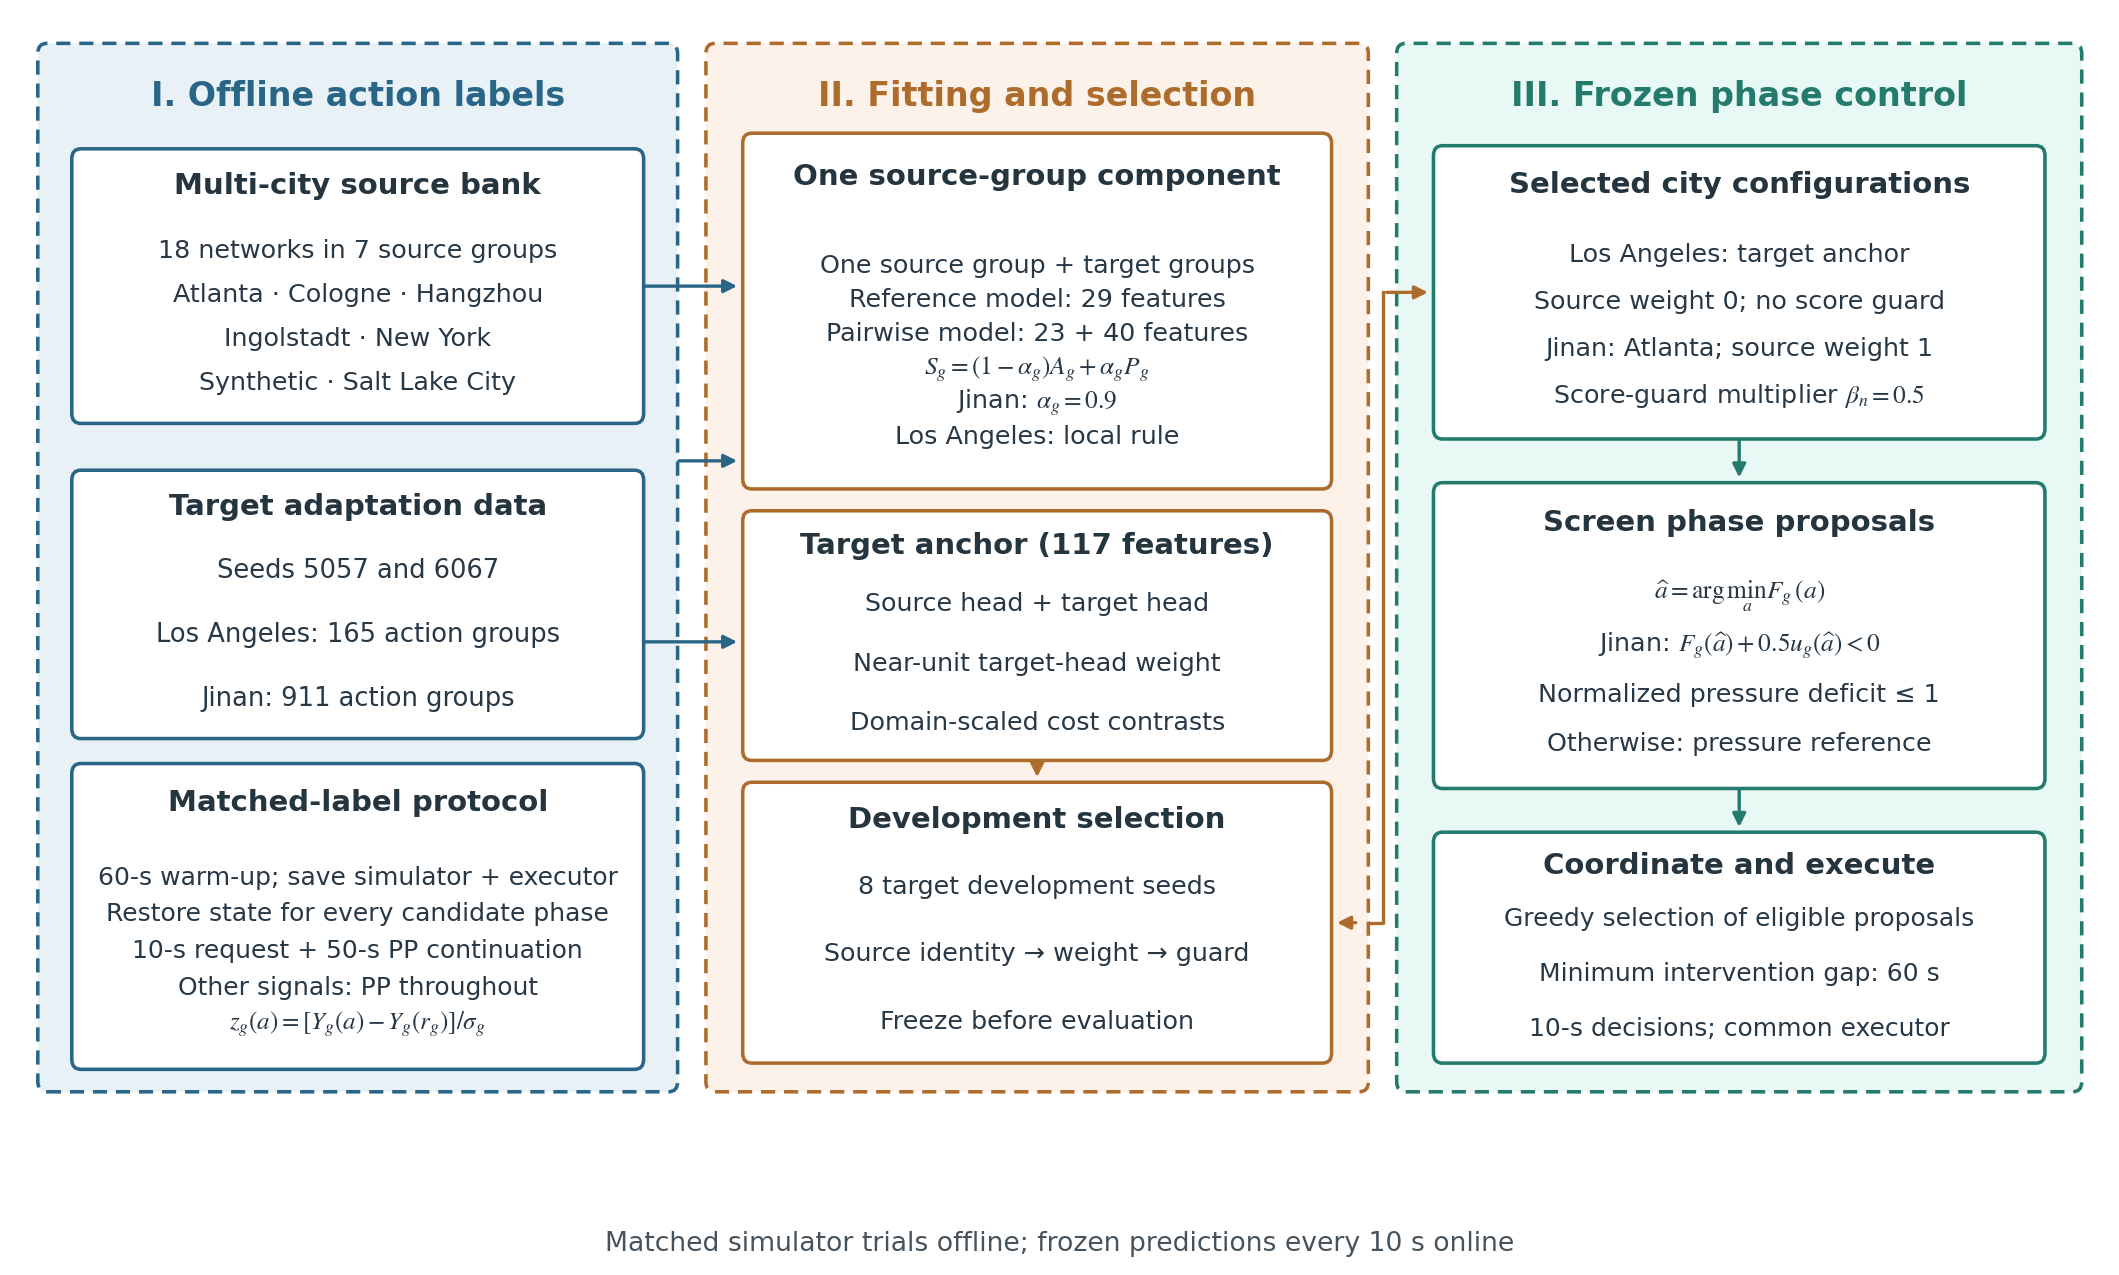 I. Offline action labels
Multi-city source bank
18 networks in 7 source groups
Atlanta · Cologne · Hangzhou
Ingolstadt · New York
Synthetic · Salt Lake City
Target adaptation data
Seeds 5057 and 6067
Los Angeles: 165 action groups
Jinan: 911 action groups
Matched-label protocol
60-s warm-up; save simulator + executor
Restore state for every candidate phase
10-s request + 50-s PP continuation
Other signals: PP throughout
z_g(a) = [Y_g(a) − Y_g(r_g)]/σ_g
II. Fitting and selection
One source-group component
One source group + target groups
Reference model: 29 features
Pairwise model: 23 + 40 features
S_g = (1 − α_g)A_g + α_gP_g
Jinan: α_g = 0.9
Los Angeles: local rule
Target anchor (117 features)
Source head + target head
Near-unit target-head weight
Domain-scaled cost contrasts
Development selection
8 target development seeds
Source identity → weight → guard
Freeze before evaluation
III. Frozen phase control
Selected city configurations
Los Angeles: target anchor
Source weight 0; no score guard
Jinan: Atlanta; source weight 1
Score-guard multiplier β_n = 0.5
Screen phase proposals
â = arg min_a F_g(a)
Jinan: F_g(â) + 0.5u_g(â) < 0
Normalized pressure deficit ≤ 1
Otherwise: pressure reference
Coordinate and execute
Greedy selection of eligible proposals
Minimum intervention gap: 60 s
10-s decisions; common executor
Matched simulator trials offline; frozen predictions every 10 s online